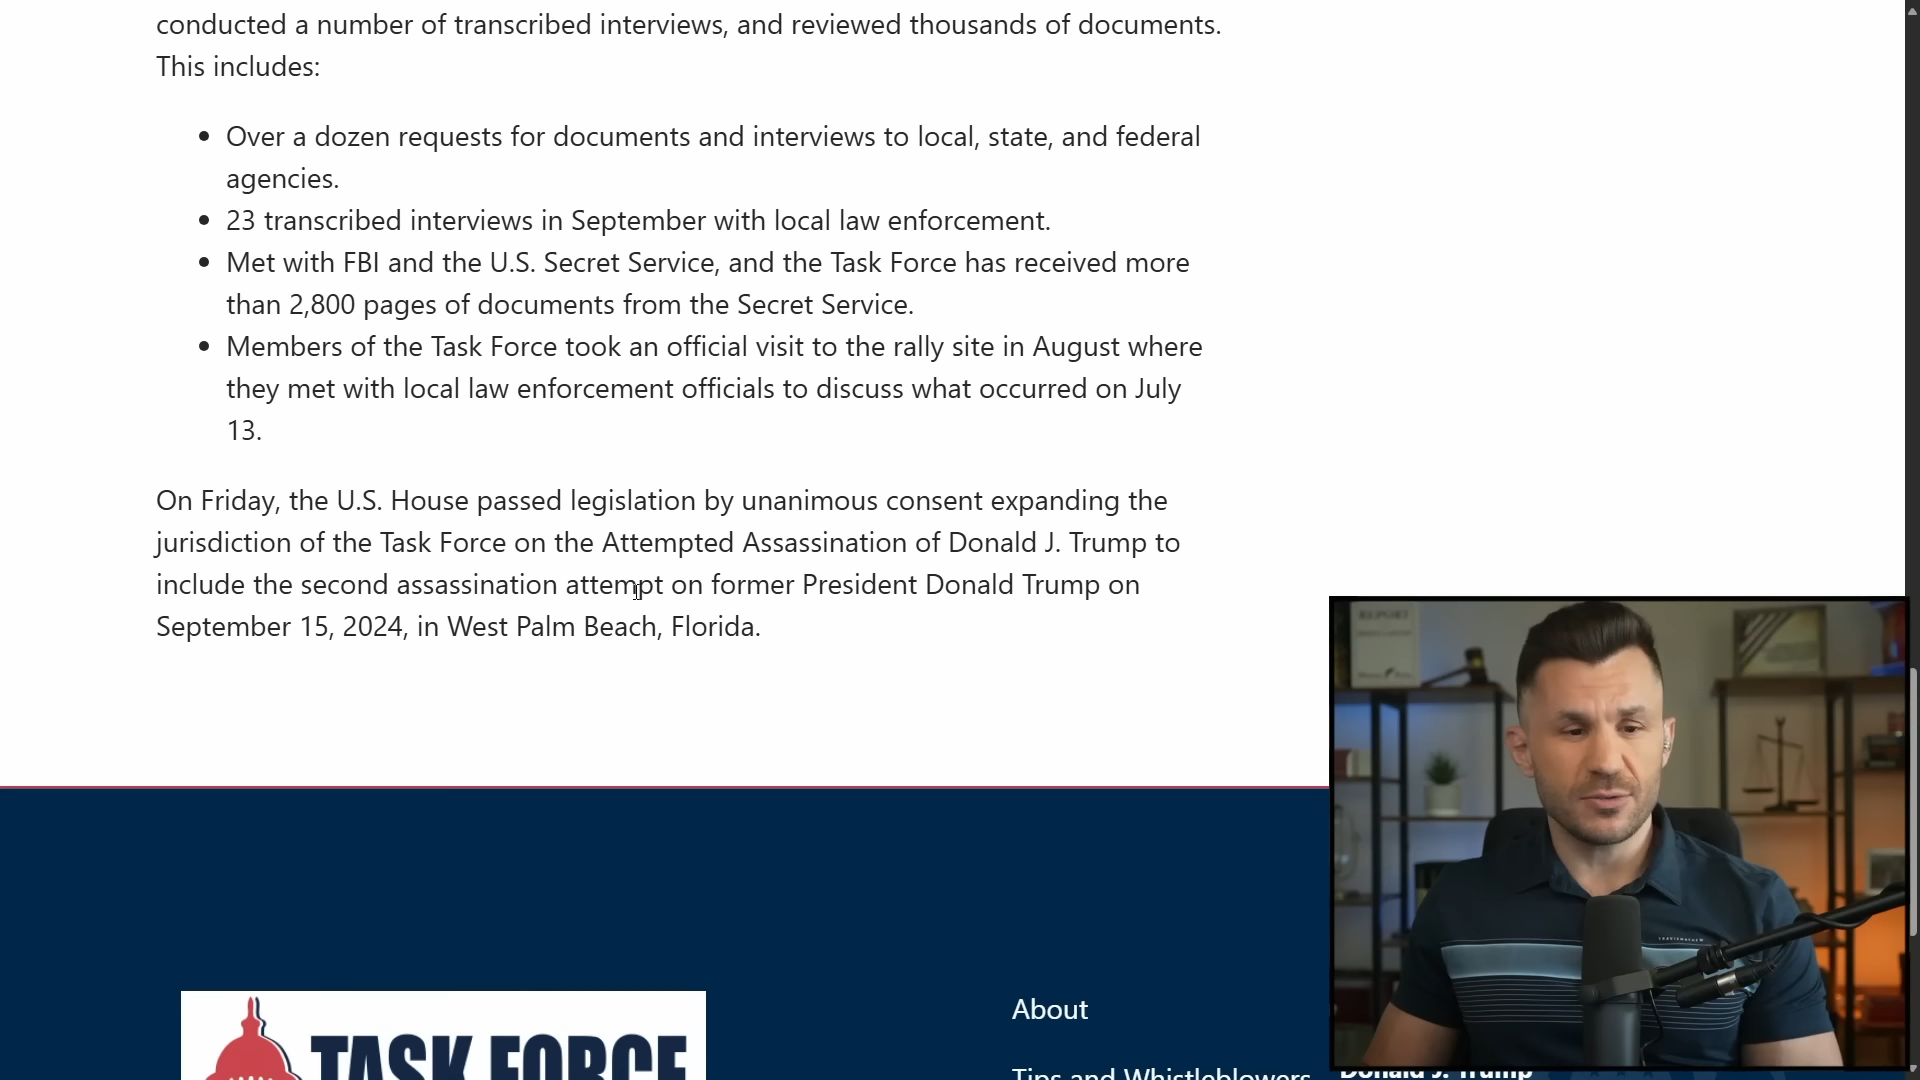 conducted a number of transcribed interviews, and reviewed thousands of documents.
This includes:
Over a dozen requests for documents and interviews to local, state, and federal
agencies.
23 transcribed interviews in September with local law enforcement.
Met with FBI and the U.S. Secret Service, and the Task Force has received more
than 2,800 pages of documents from the Secret Service.
Members of the Task Force took an official visit to the rally site in August where
they met with local law enforcement officials to discuss what occurred on July
13.
On Friday, the U.S. House passed legislation by unanimous consent expanding the
jurisdiction of the Task Force on the Attempted Assassination of Donald J. Trump to
include the second assassination attempt on former President Donald Trump on
September 15, 2024, in West Palm Beach, Florida.
REPORT
TRAVISMATHEW
About
TASK FORCE
Tips and Whistleblowers
Donald J. Trump